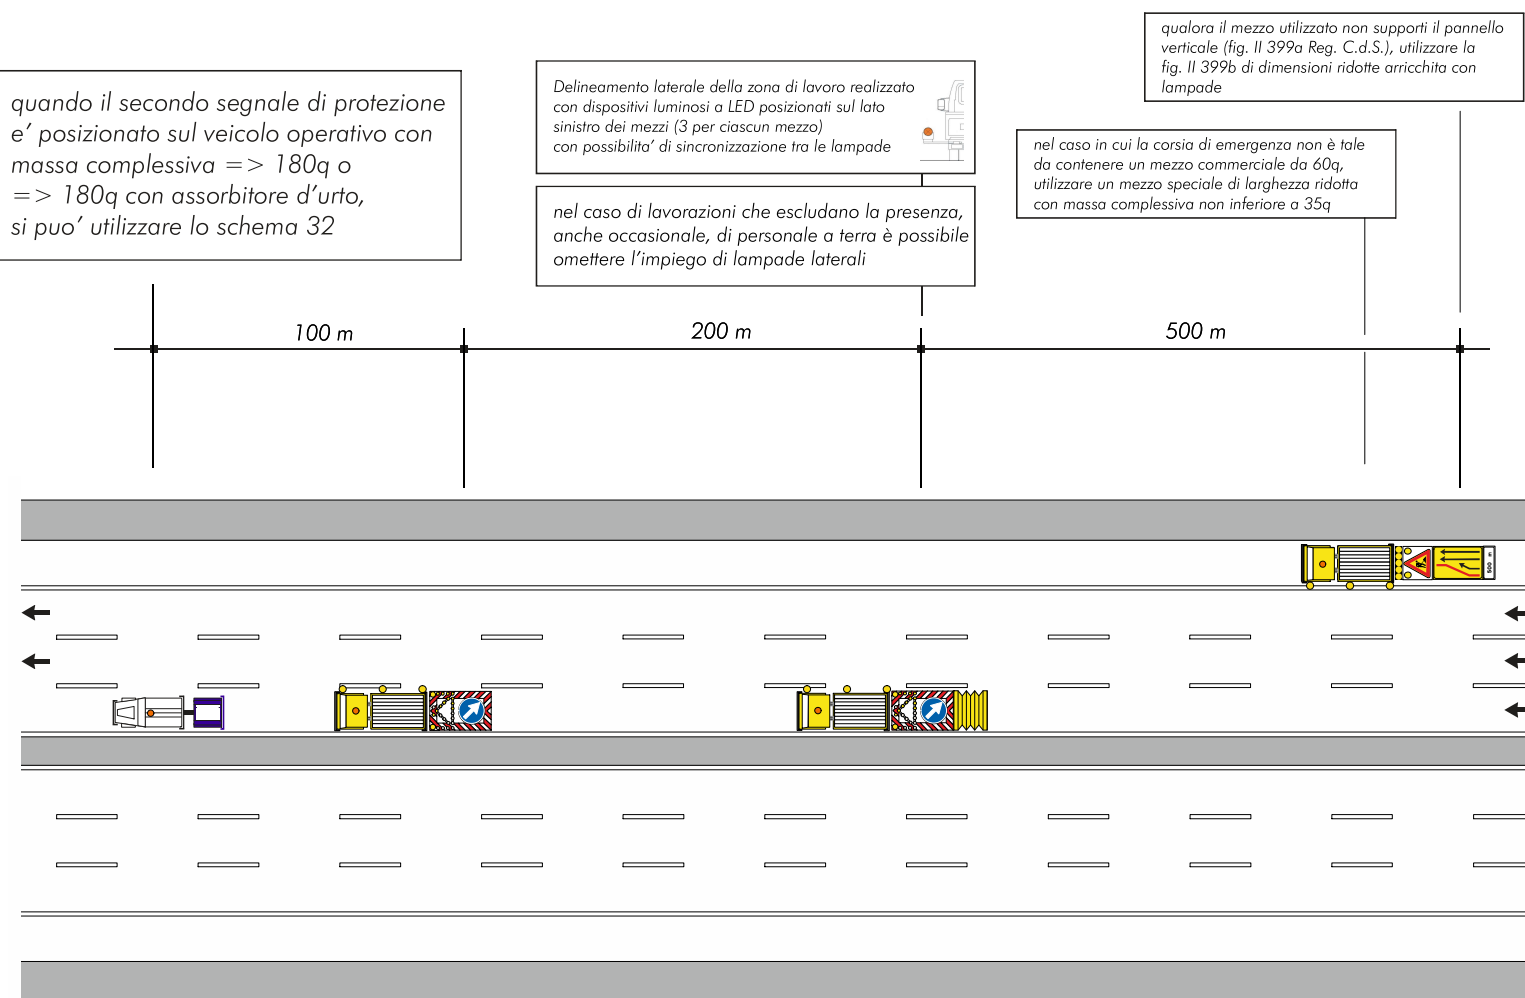 qualora il mezzo utilizzato non supporti il pannello
verticale (fig. II 399a Reg. C.d.S.), utilizzare la
fig. II 399b di dimensioni ridotte arricchita con
lampade
quando il secondo segnale di protezione
e' posizionato sul veicolo operativo con
massa complessiva => 180q o
=> 180q con assorbitore d'urto,
si puo' utilizzare lo schema 32
Delineamento laterale della zona di lavoro realizzato
con dispositivi luminosi a LED posizionati sul lato
sinistro dei mezzi (3 per ciascun mezzo)
con possibilita' di sincronizzazione tra le lampade
nel caso in cui la corsia di emergenza non è tale
da contenere un mezzo commerciale da 60q,
utilizzare un mezzo speciale di larghezza ridotta
con massa complessiva non inferiore a 35q
nel caso di lavorazioni che escludano la presenza,
anche occasionale, di personale a terra è possibile
omettere l'impiego di lampade laterali
100 m
200 m
500 m
500 m